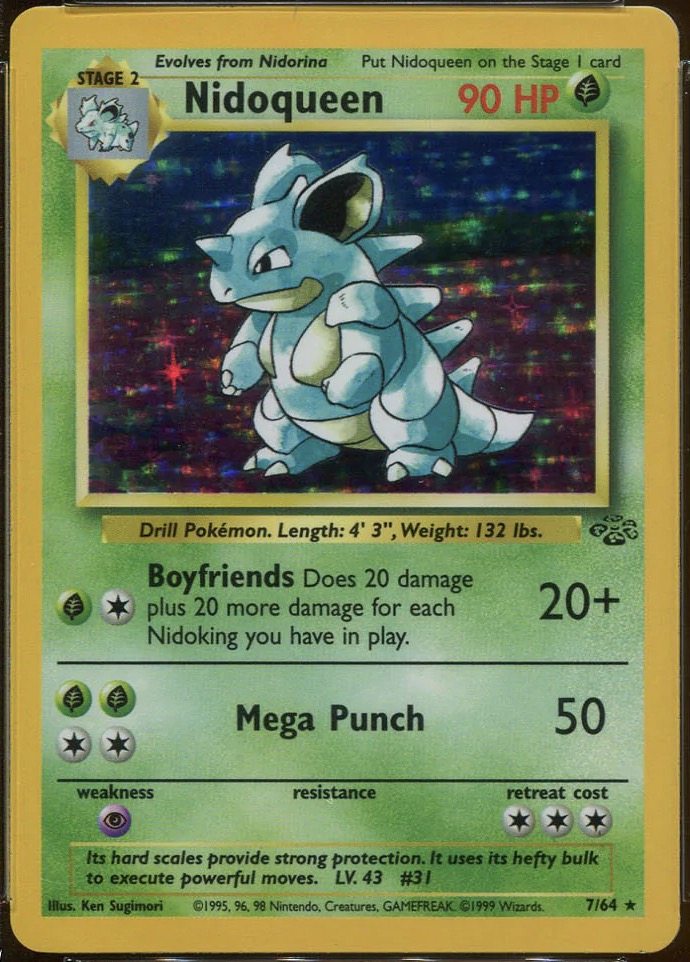 Evolves from Nidorina Put Nidoqueen on the Stage I card
STAGE 2
Nidoqueen 90 HP
Drill Pokémon. Length: 4' 3", Weight: 132 lbs.
Boyfriends Does 20 damage
plus 20 more damage for each
Nidoking you have in play.
20+
Mega Punch 50
weakness resistance retreat cost
Its hard scales provide strong protection. It uses its hefty bulk
to execute powerful moves. LV. 43 #31
Illus. Ken Sugimori ©1995, 96, 98 Nintendo, Creatures, GAMEFREAK. ©1999 Wizards. 7/64 ★